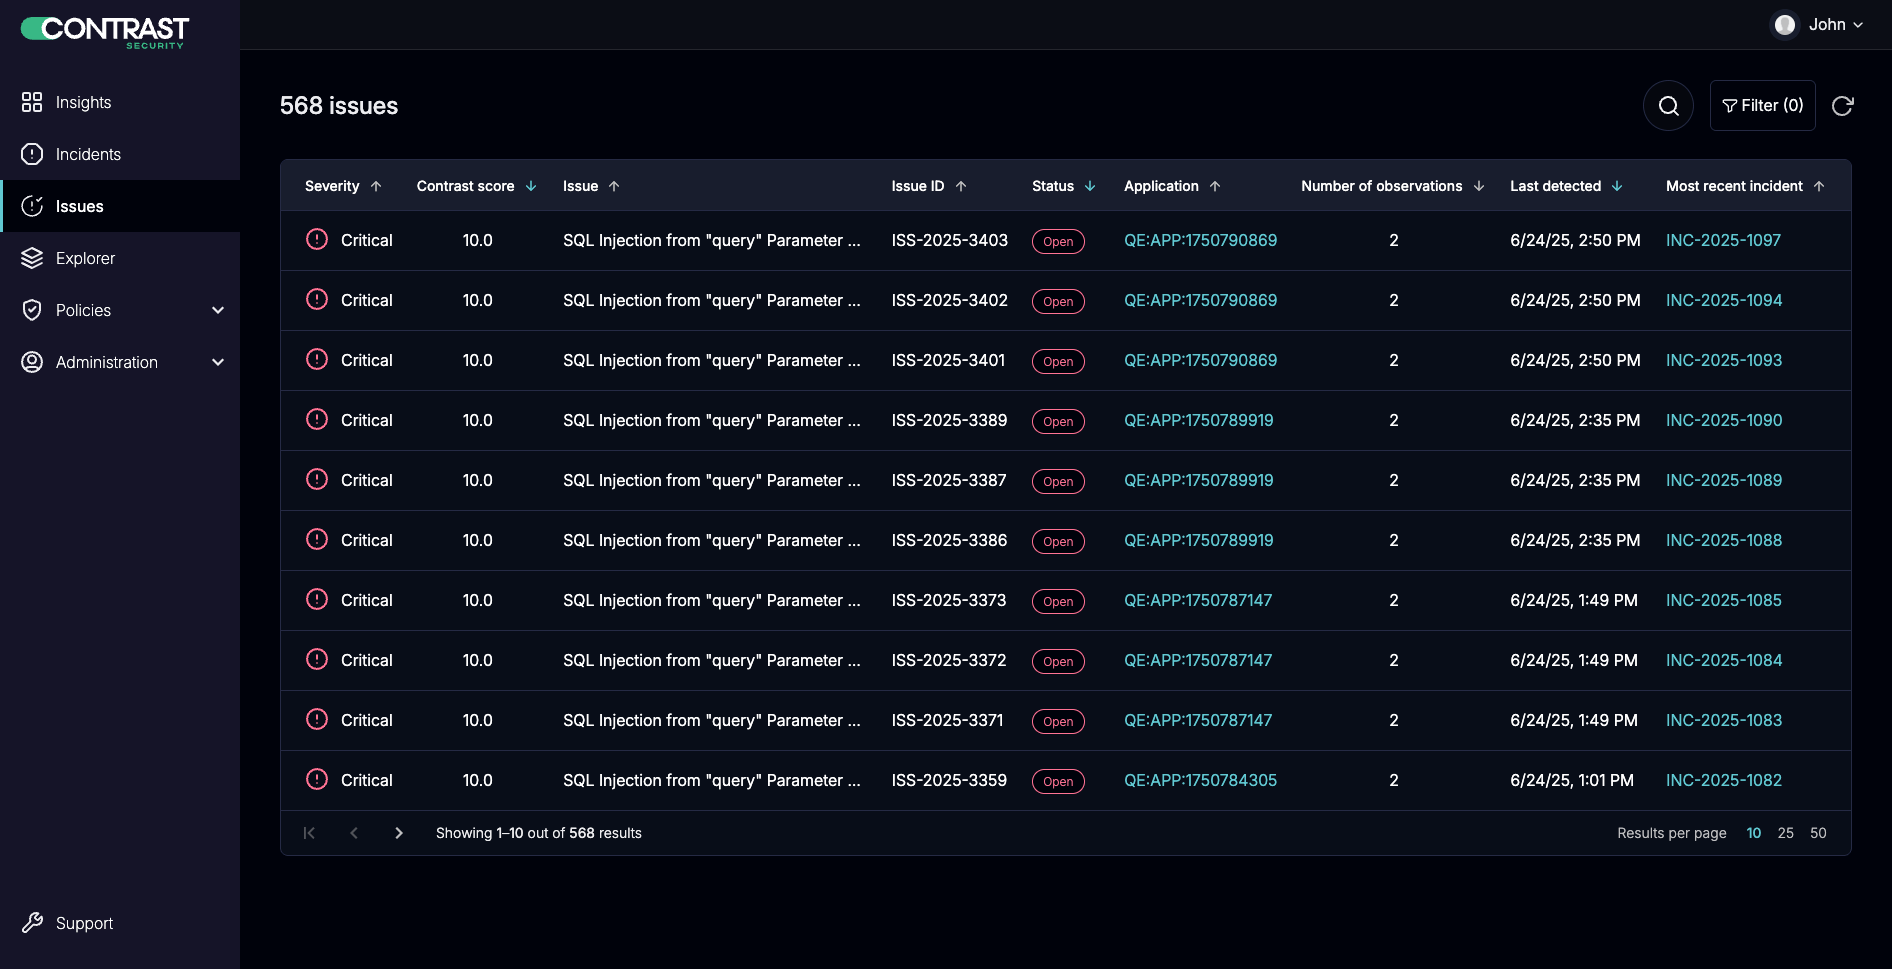 CONTRAST
SECURITY
John
Insights
Incidents
Issues
Explorer
Policies
Administration
Support
568 issues
Filter (0)
Severity Contrast score Issue Issue ID Status Application Number of observations Last detected Most recent incident
Critical 10.0 SQL Injection from "query" Parameter ... ISS-2025-3403 Open QE:APP:1750790869 2 6/24/25, 2:50 PM INC-2025-1097
Critical 10.0 SQL Injection from "query" Parameter ... ISS-2025-3402 Open QE:APP:1750790869 2 6/24/25, 2:50 PM INC-2025-1094
Critical 10.0 SQL Injection from "query" Parameter ... ISS-2025-3401 Open QE:APP:1750790869 2 6/24/25, 2:50 PM INC-2025-1093
Critical 10.0 SQL Injection from "query" Parameter ... ISS-2025-3389 Open QE:APP:1750789919 2 6/24/25, 2:35 PM INC-2025-1090
Critical 10.0 SQL Injection from "query" Parameter ... ISS-2025-3387 Open QE:APP:1750789919 2 6/24/25, 2:35 PM INC-2025-1089
Critical 10.0 SQL Injection from "query" Parameter ... ISS-2025-3386 Open QE:APP:1750789919 2 6/24/25, 2:35 PM INC-2025-1088
Critical 10.0 SQL Injection from "query" Parameter ... ISS-2025-3373 Open QE:APP:1750787147 2 6/24/25, 1:49 PM INC-2025-1085
Critical 10.0 SQL Injection from "query" Parameter ... ISS-2025-3372 Open QE:APP:1750787147 2 6/24/25, 1:49 PM INC-2025-1084
Critical 10.0 SQL Injection from "query" Parameter ... ISS-2025-3371 Open QE:APP:1750787147 2 6/24/25, 1:49 PM INC-2025-1083
Critical 10.0 SQL Injection from "query" Parameter ... ISS-2025-3359 Open QE:APP:1750784305 2 6/24/25, 1:01 PM INC-2025-1082
Showing 1–10 out of 568 results Results per page 10 25 50